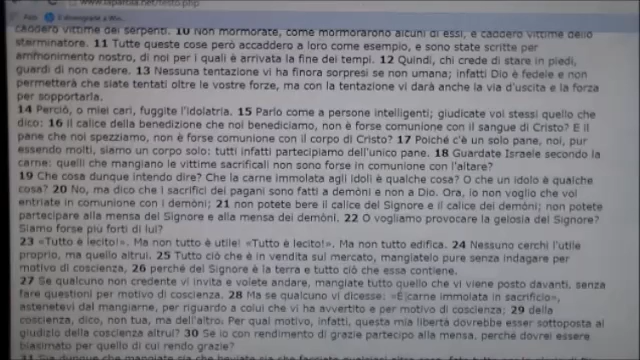 www.laparola.net/testo.php
caddero vittime dei serpenti. 10 Non mormorate, come mormorarono alcuni di essi, e caddero vittime dello
sterminatore. 11 Tutte queste cose però accaddero a loro come esempio, e sono state scritte per
ammonimento nostro, di noi per i quali è arrivata la fine dei tempi. 12 Quindi, chi crede di stare in piedi,
guardi di non cadere. 13 Nessuna tentazione vi ha finora sorpresi se non umana; infatti Dio è fedele e non
permetterà che siate tentati oltre le vostre forze, ma con la tentazione vi darà anche la via d'uscita e la forza
per sopportarla.
14 Perciò, o miei cari, fuggite l'idolatria. 15 Parlo come a persone intelligenti; giudicate voi stessi quello che
dico: 16 il calice della benedizione che noi benediciamo, non è forse comunione con il sangue di Cristo? E il
pane che noi spezziamo, non è forse comunione con il corpo di Cristo? 17 Poiché c'è un solo pane, noi, pur
essendo molti, siamo un corpo solo: tutti infatti partecipiamo dell'unico pane. 18 Guardate Israele secondo la
carne: quelli che mangiano le vittime sacrificali non sono forse in comunione con l'altare?
19 Che cosa dunque intendo dire? Che la carne immolata agli idoli è qualche cosa? O che un idolo è qualche
cosa? 20 No, ma dico che i sacrifici dei pagani sono fatti a demòni e non a Dio. Ora, io non voglio che voi
entriate in comunione con i demòni; 21 non potete bere il calice del Signore e il calice dei demòni; non potete
partecipare alla mensa del Signore e alla mensa dei demòni. 22 O vogliamo provocare la gelosia del Signore?
Siamo forse più forti di lui?
23 «Tutto è lecito!». Ma non tutto è utile! «Tutto è lecito!». Ma non tutto edifica. 24 Nessuno cerchi l'utile
proprio, ma quello altrui. 25 Tutto ciò che è in vendita sul mercato, mangiatelo pure senza indagare per
motivo di coscienza, 26 perché del Signore è la terra e tutto ciò che essa contiene.
27 Se qualcuno non credente vi invita e volete andare, mangiate tutto quello che vi viene posto davanti, senza
fare questioni per motivo di coscienza. 28 Ma se qualcuno vi dicesse: «È carne immolata in sacrificio»,
astenetevi dal mangiarne, per riguardo a colui che vi ha avvertito e per motivo di coscienza; 29 della
coscienza, dico, non tua, ma dell'altro. Per qual motivo, infatti, questa mia libertà dovrebbe esser sottoposta al
giudizio della coscienza altrui? 30 Se io con rendimento di grazie partecipo alla mensa, perché dovrei essere
biasimato per quello di cui rendo grazie?
31 Sia dunque che mangiate sia che beviate sia che facciate qualsiasi altra cosa